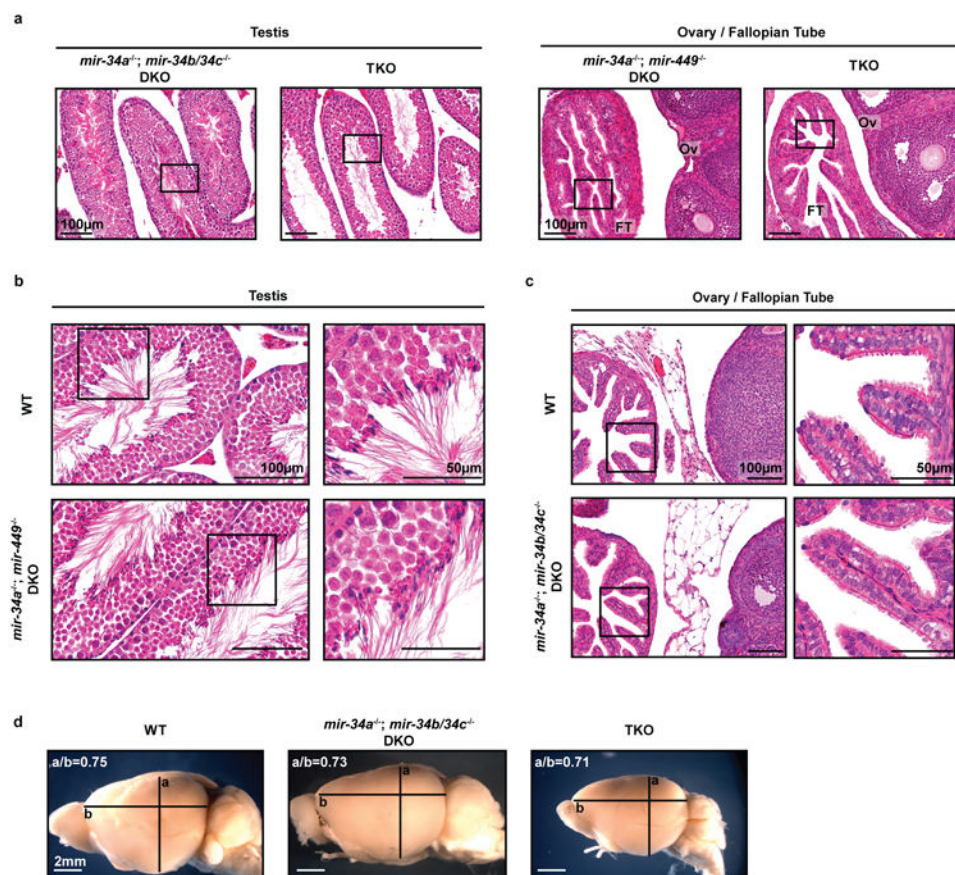 a
Testis
mir-34a-/-; mir-34b/34c-/-
DKO
TKO
100µm
Ovary / Fallopian Tube
mir-34a-/-; mir-449-/-
DKO
TKO
Ov
FT
100µm
Ov
FT
b
Testis
WT
100µm
50µm
mir-34a-/-; mir-449-/-
DKO
c
Ovary / Fallopian Tube
WT
100µm
50µm
mir-34a-/-; mir-34b/34c-/-
DKO
d
WT
a/b=0.75
a
b
2mm
mir-34a-/-; mir-34b/34c-/-
DKO
a/b=0.73
a
b
TKO
a/b=0.71
a
b